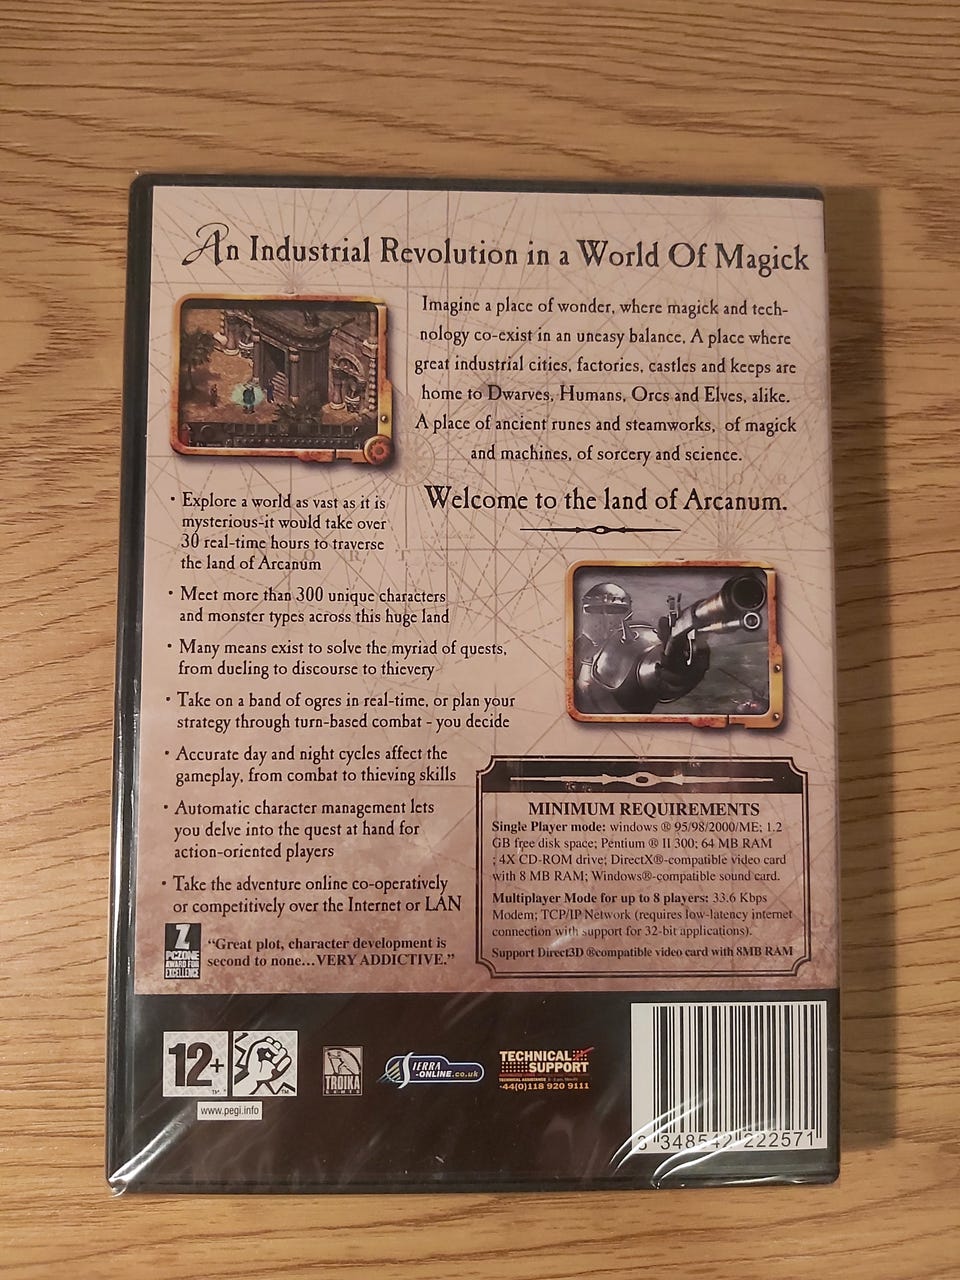 An Industrial Revolution in a World Of Magick
Imagine a place of wonder, where magick and tech-
nology co-exist in an uneasy balance. A place where
great industrial cities, factories, castles and keeps are
home to Dwarves, Humans, Orcs and Elves, alike.
A place of ancient runes and steamworks, of magick
and machines, of sorcery and science.
Welcome to the land of Arcanum.
• Explore a world as vast as it is
mysterious-it would take over
30 real-time hours to traverse
the land of Arcanum
• Meet more than 300 unique characters
and monster types across this huge land
• Many means exist to solve the myriad of quests,
from dueling to discourse to thievery
• Take on a band of ogres in real-time, or plan your
strategy through turn-based combat - you decide
• Accurate day and night cycles affect the
gameplay, from combat to thieving skills
• Automatic character management lets
you delve into the quest at hand for
action-oriented players
• Take the adventure online co-operatively
or competitively over the Internet or LAN
Z
PCZONE
AWARD FOR
EXCELLENCE
"Great plot, character development is
second to none...VERY ADDICTIVE."
MINIMUM REQUIREMENTS
Single Player mode: windows ® 95/98/2000/ME; 1.2
GB free disk space; Pentium ® II 300; 64 MB RAM
; 4X CD-ROM drive; DirectX®-compatible video card
with 8 MB RAM; Windows®-compatible sound card.
Multiplayer Mode for up to 8 players: 33.6 Kbps
Modem; TCP/IP Network (requires low-latency internet
connection with support for 32-bit applications).
Support Direct3D ®compatible video card with 8MB RAM
12+
™
™
www.pegi.info
TROIKA
GAMES
SIERRA
-ONLINE.co.uk
TECHNICAL
SUPPORT
TECHNICAL ASSISTANCE
-44(0)118 920 9111
3 348542 222571